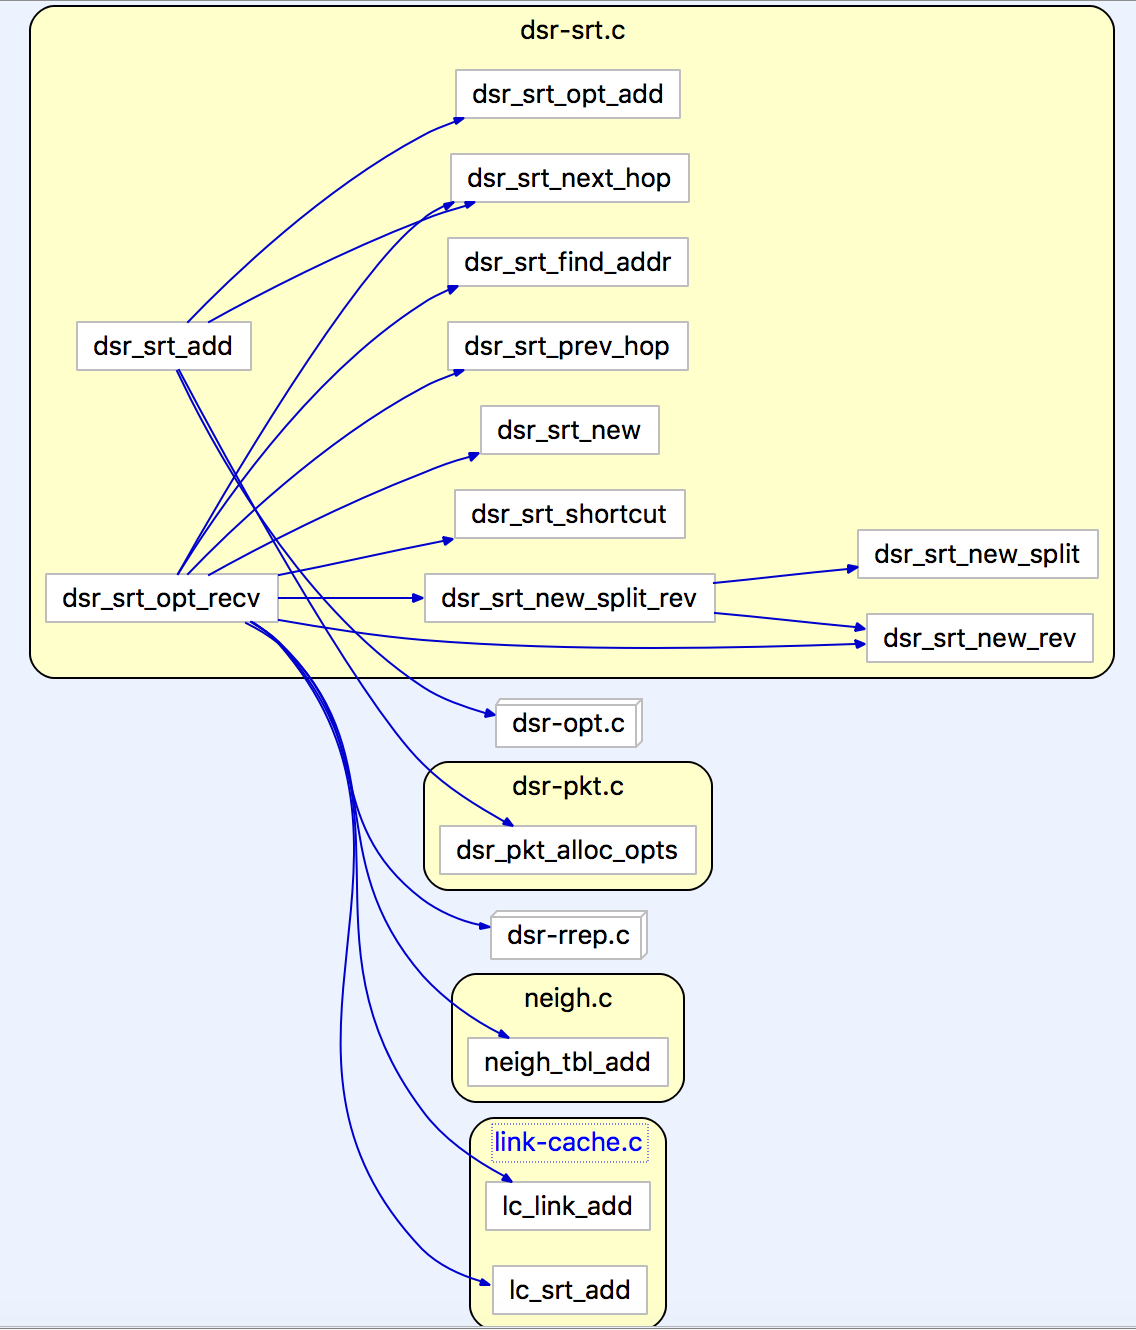 dsr-srt.c
dsr_srt_opt_add
dsr_srt_next_hop
dsr_srt_find_addr
dsr_srt_add
dsr_srt_prev_hop
dsr_srt_new
dsr_srt_shortcut
dsr_srt_new_split
dsr_srt_opt_recv
dsr_srt_new_split_rev
dsr_srt_new_rev
dsr-opt.c
dsr-pkt.c
dsr_pkt_alloc_opts
dsr-rrep.c
neigh.c
neigh_tbl_add
link-cache.c
lc_link_add
lc_srt_add